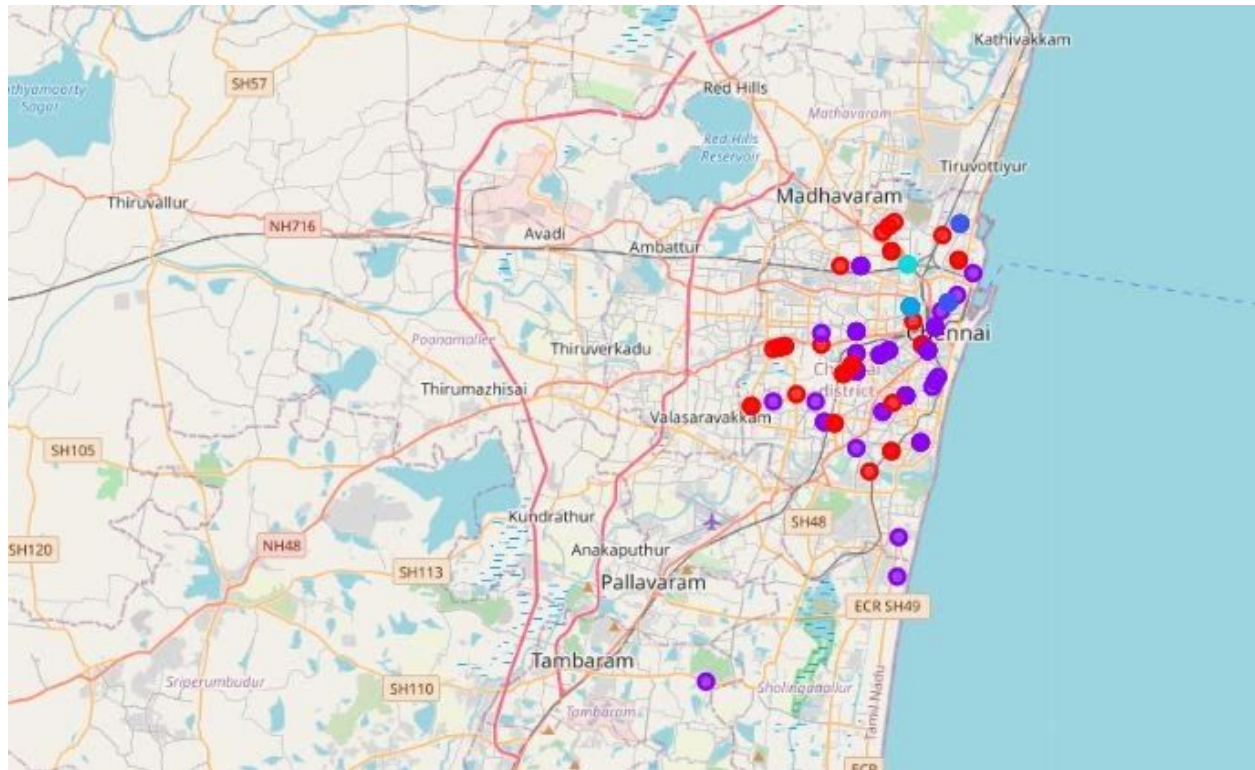 Kathivakkam
SH57
Red Hills
Mathavaram
Sagar
Red Hills
Reservoir
Tiruvottiyur
Madhavaram
Thiruvallur
NH716
Avadi
Ambattur
Poonamallee
Thiruverkadu
Chennai
district
Thirumazhisai
Valasaravakkam
SH105
Kundrathur
SH48
NH48
SH120
Anakaputhur
SH113
Pallavaram
ECR SH49
Tambaram
Sriperumbudur
SH110
Sholinganallur
Tambaram
Tamil Nadu
ECR